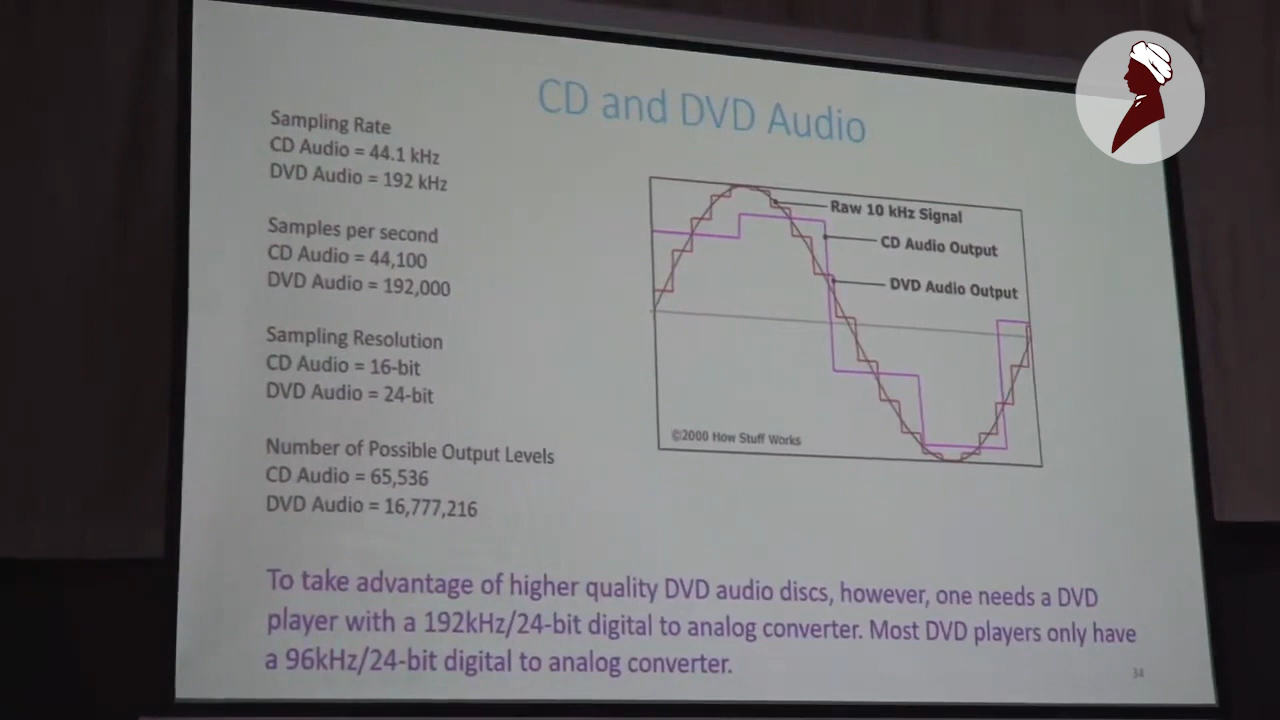 CD and DVD Audio
Sampling Rate
CD Audio = 44.1 kHz
DVD Audio = 192 kHz
Samples per second
CD Audio = 44,100
DVD Audio = 192,000
Sampling Resolution
CD Audio = 16-bit
DVD Audio = 24-bit
Number of Possible Output Levels
CD Audio = 65,536
DVD Audio = 16,777,216
Raw 10 kHz Signal
CD Audio Output
DVD Audio Output
©2000 How Stuff Works
To take advantage of higher quality DVD audio discs, however, one needs a DVD
player with a 192kHz/24-bit digital to analog converter. Most DVD players only have
a 96kHz/24-bit digital to analog converter.
34